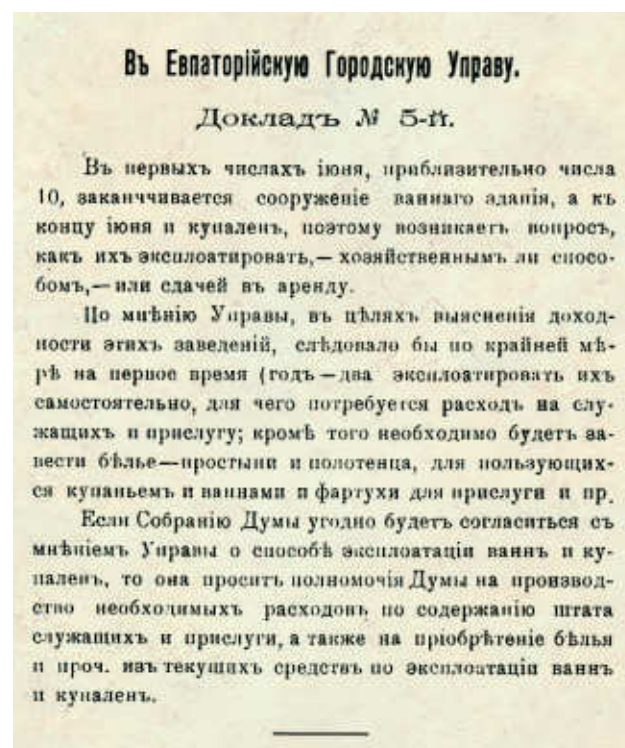 Въ Евпаторійскую Городскую Управу.
Докладъ № 5-й.
Въ первыхъ числахъ іюня, приблизительно числа
10, заканчивается сооруженіе ваннаго зданія, а къ
концу іюня и купаленъ, поэтому возникаетъ вопросъ,
какъ ихъ эксплоатировать,— хозяйственнымъ ли спосо-
бомъ,—или сдачей въ аренду.
По мнѣнію Управы, въ цѣляхъ выясненія доход-
ности этихъ заведеній, слѣдовало бы по крайней мѣ-
рѣ на первое время (годъ—два эксплоатировать ихъ
самостоятельно, для чего потребуется расходъ на слу-
жащихъ и прислугу; кромѣ того необходимо будетъ за-
вести бѣлье—простыни и полотенца, для пользующих-
ся купаньемъ и ваннами и фартухи для прислуги и пр.
Если Собранію Думы угодно будетъ согласиться съ
мнѣніемъ Управы о способѣ эксплоатаціи ваннъ и ку-
паленъ, то она проситъ полномочія Думы на производ-
ство необходимыхъ расходовъ по содержанію штата
служащихъ и прислуги, а также на пріобрѣтеніе бѣлья
и проч. изъ текущихъ средствъ по эксплоатаціи ваннъ
и купаленъ.